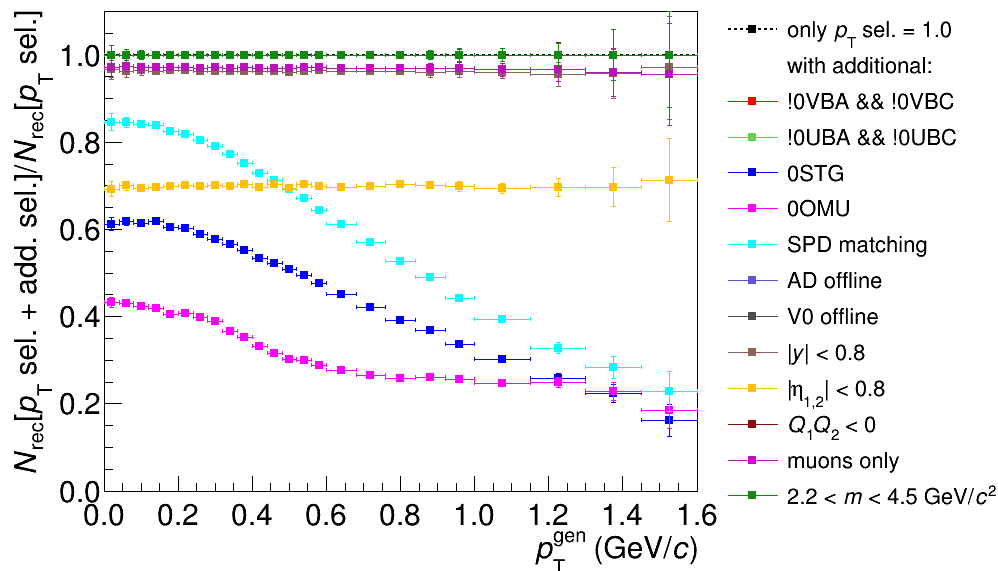 N_rec[p_T sel. + add. sel.]/N_rec[p_T sel.]
1.0
0.8
0.6
0.4
0.2
0.0
0.0 0.2 0.4 0.6 0.8 1.0 1.2 1.4 1.6
p_T^gen (GeV/c)
only p_T sel. = 1.0
with additional:
!0VBA && !0VBC
!0UBA && !0UBC
0STG
0OMU
SPD matching
AD offline
V0 offline
|y| < 0.8
|η_1,2| < 0.8
Q_1Q_2 < 0
muons only
2.2 < m < 4.5 GeV/c²